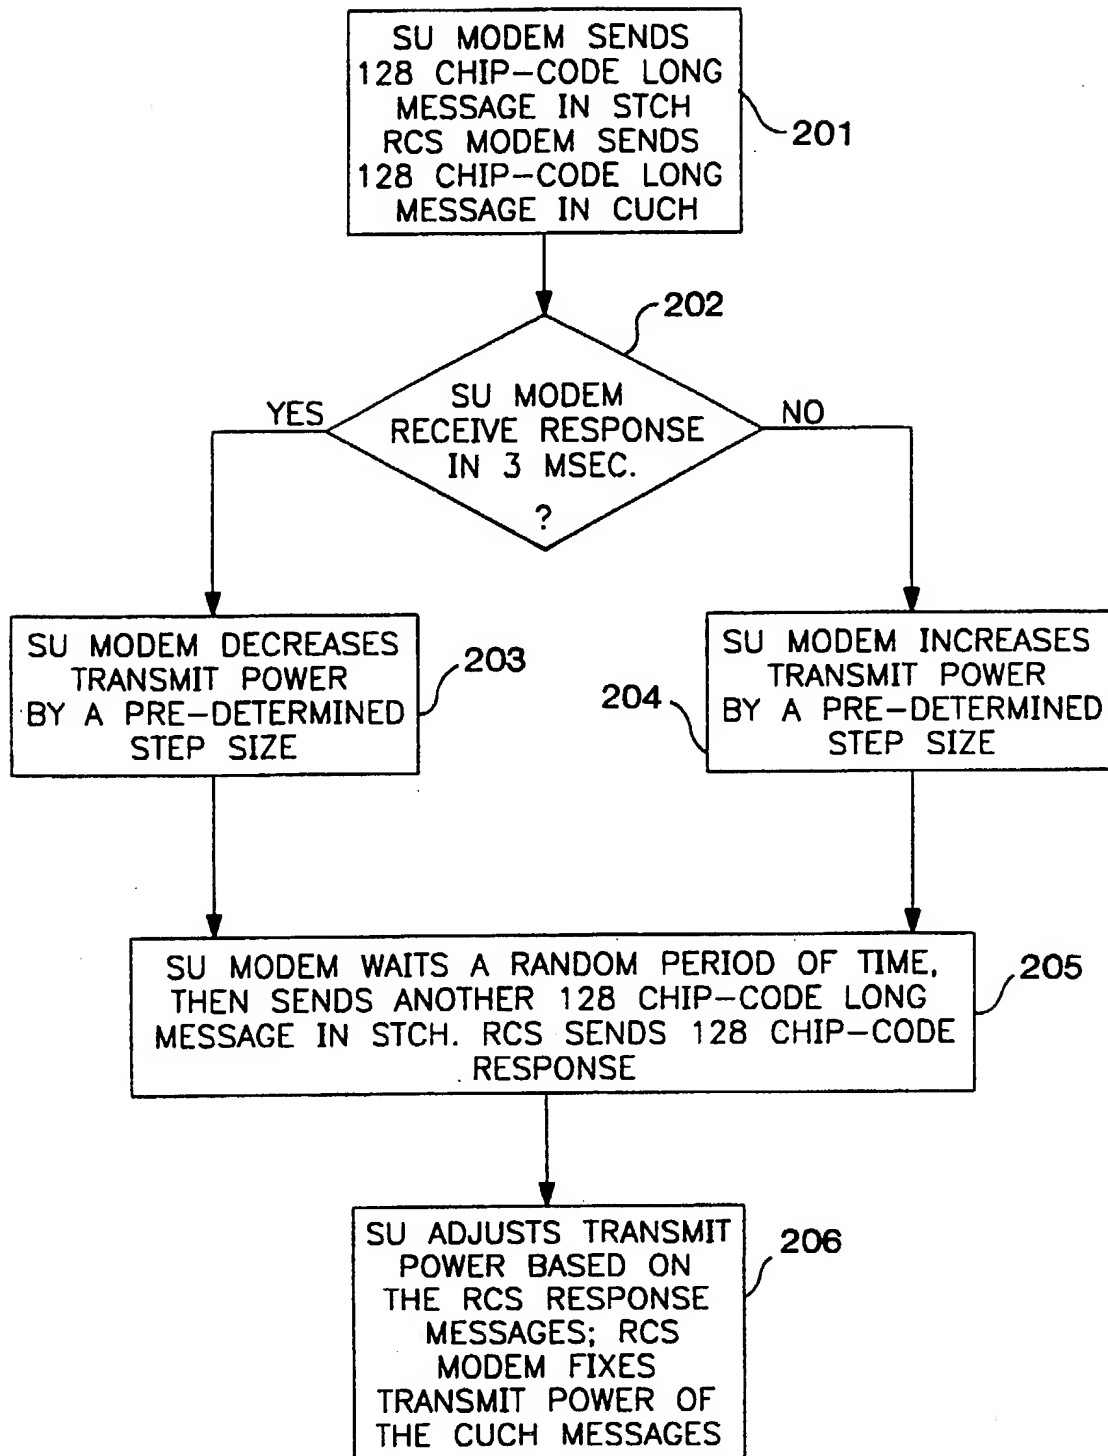 SU MODEM SENDS
128 CHIP-CODE LONG
MESSAGE IN STCH
RCS MODEM SENDS
128 CHIP-CODE LONG
MESSAGE IN CUCH
201
202
SU MODEM
RECEIVE RESPONSE
IN 3 MSEC.
?
YES
NO
SU MODEM DECREASES
TRANSMIT POWER
BY A PRE-DETERMINED
STEP SIZE
203
SU MODEM INCREASES
TRANSMIT POWER
BY A PRE-DETERMINED
STEP SIZE
204
SU MODEM WAITS A RANDOM PERIOD OF TIME,
THEN SENDS ANOTHER 128 CHIP-CODE LONG
MESSAGE IN STCH. RCS SENDS 128 CHIP-CODE
RESPONSE
205
SU ADJUSTS TRANSMIT
POWER BASED ON
THE RCS RESPONSE
MESSAGES; RCS
MODEM FIXES
TRANSMIT POWER OF
THE CUCH MESSAGES
206